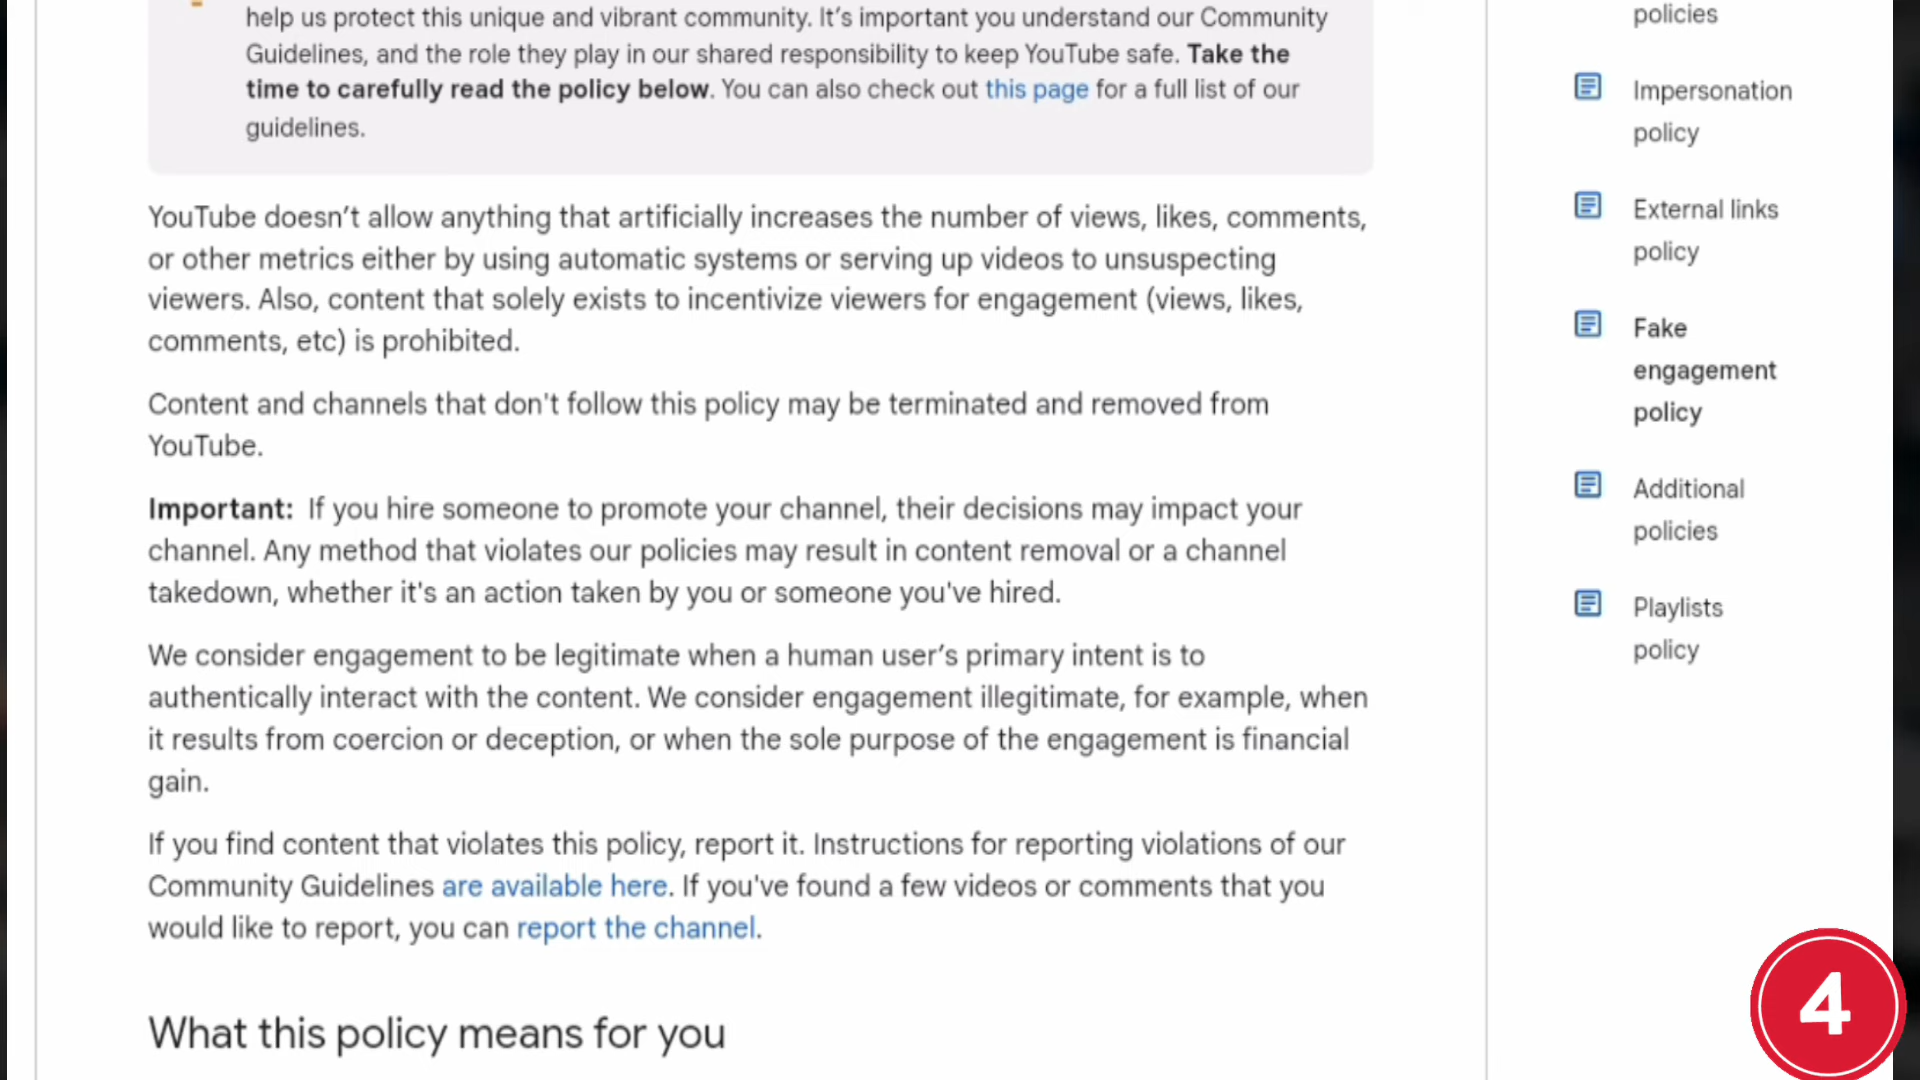 help us protect this unique and vibrant community. It’s important you understand our Community
Guidelines, and the role they play in our shared responsibility to keep YouTube safe. Take the
time to carefully read the policy below. You can also check out this page for a full list of our
guidelines.
YouTube doesn’t allow anything that artificially increases the number of views, likes, comments,
or other metrics either by using automatic systems or serving up videos to unsuspecting
viewers. Also, content that solely exists to incentivize viewers for engagement (views, likes,
comments, etc) is prohibited.
Content and channels that don't follow this policy may be terminated and removed from
YouTube.
Important: If you hire someone to promote your channel, their decisions may impact your
channel. Any method that violates our policies may result in content removal or a channel
takedown, whether it's an action taken by you or someone you've hired.
We consider engagement to be legitimate when a human user’s primary intent is to
authentically interact with the content. We consider engagement illegitimate, for example, when
it results from coercion or deception, or when the sole purpose of the engagement is financial
gain.
If you find content that violates this policy, report it. Instructions for reporting violations of our
Community Guidelines are available here. If you've found a few videos or comments that you
would like to report, you can report the channel.
What this policy means for you
policies
Impersonation
policy
External links
policy
Fake
engagement
policy
Additional
policies
Playlists
policy
4